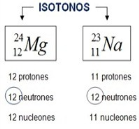 ISOTONOS
24 12 Mg
23 11 Na
12 protones
11 protones
12 neutrones
12 neutrones
12 nucleones
11 nucleones